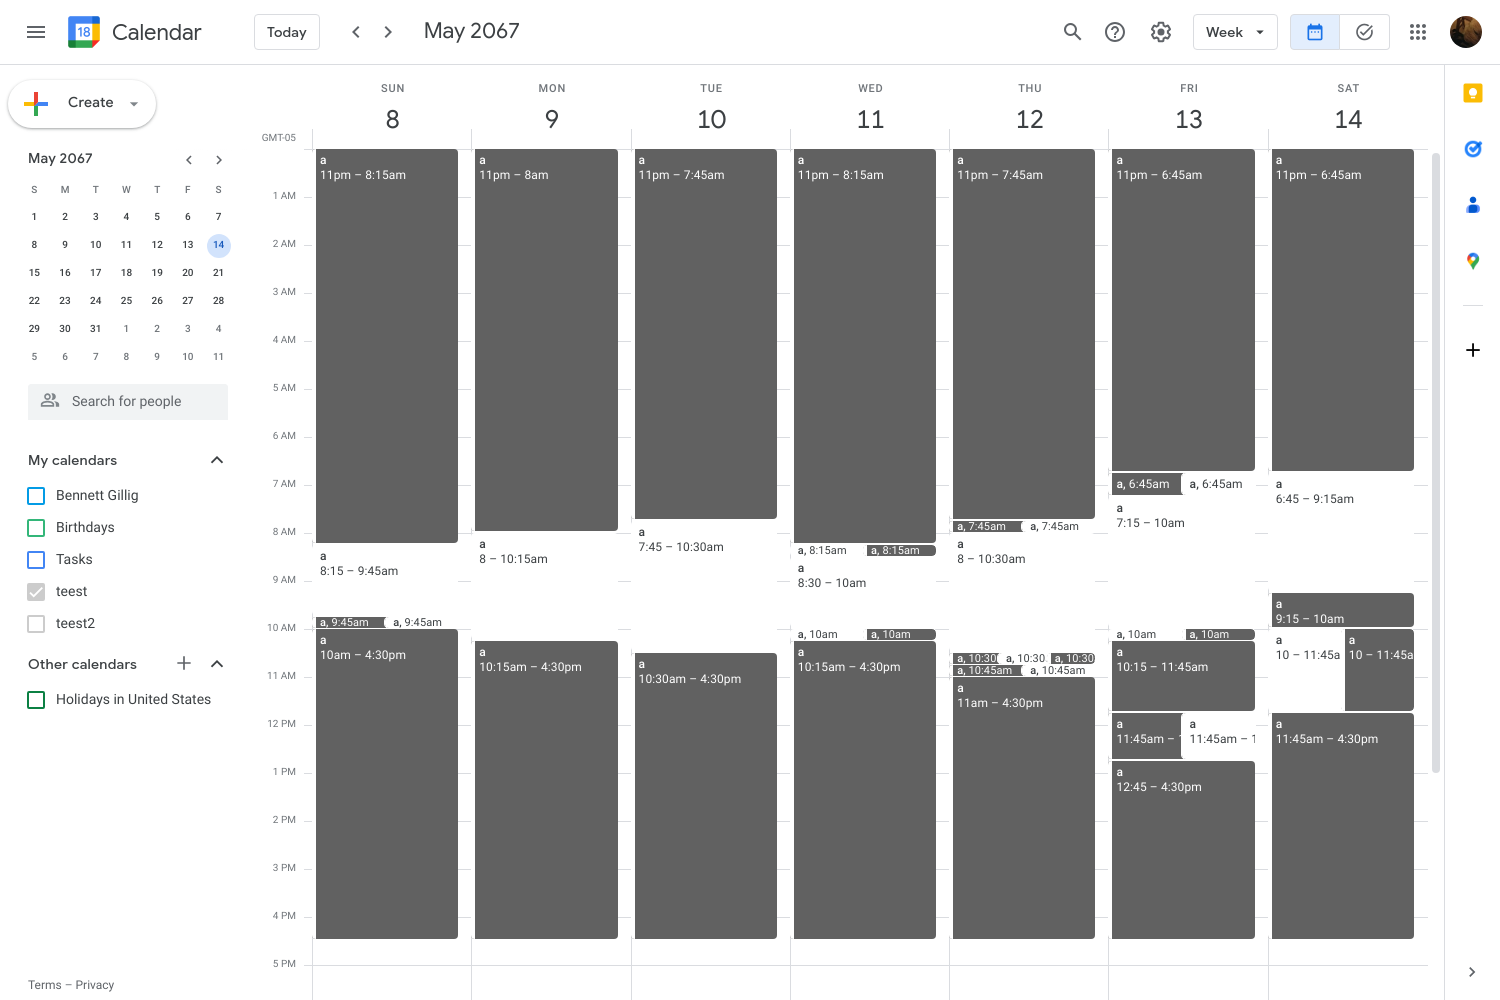 18 Calendar
Today
May 2067
Week
Create
May 2067
S M T W T F S
1 2 3 4 5 6 7
8 9 10 11 12 13 14
15 16 17 18 19 20 21
22 23 24 25 26 27 28
29 30 31 1 2 3 4
5 6 7 8 9 10 11
Search for people
My calendars
Bennett Gillig
Birthdays
Tasks
teest
teest2
Other calendars
Holidays in United States
Terms – Privacy
GMT-05
1 AM
2 AM
3 AM
4 AM
5 AM
6 AM
7 AM
8 AM
9 AM
10 AM
11 AM
12 PM
1 PM
2 PM
3 PM
4 PM
5 PM
SUN
8
a
11pm – 8:15am
a
8:15 – 9:45am
a, 9:45am
a, 9:45am
a
10am – 4:30pm
MON
9
a
11pm – 8am
a
8 – 10:15am
a
10:15am – 4:30pm
TUE
10
a
11pm – 7:45am
a
7:45 – 10:30am
a
10:30am – 4:30pm
WED
11
a
11pm – 8:15am
a, 8:15am
a, 8:15am
a
8:30 – 10am
a, 10am
a, 10am
a
10:15am – 4:30pm
THU
12
a
11pm – 7:45am
a, 7:45am
a, 7:45am
a
8 – 10:30am
a, 10:30
a, 10:30
a, 10:30
a, 10:45am
a, 10:45am
a
11am – 4:30pm
FRI
13
a
11pm – 6:45am
a, 6:45am
a, 6:45am
a
7:15 – 10am
a, 10am
a, 10am
a
10:15 – 11:45am
a
11:45am – 1
a
11:45am – 1
a
12:45 – 4:30pm
SAT
14
a
11pm – 6:45am
a
6:45 – 9:15am
a
9:15 – 10am
a
10 – 11:45a
a
10 – 11:45a
a
11:45am – 4:30pm